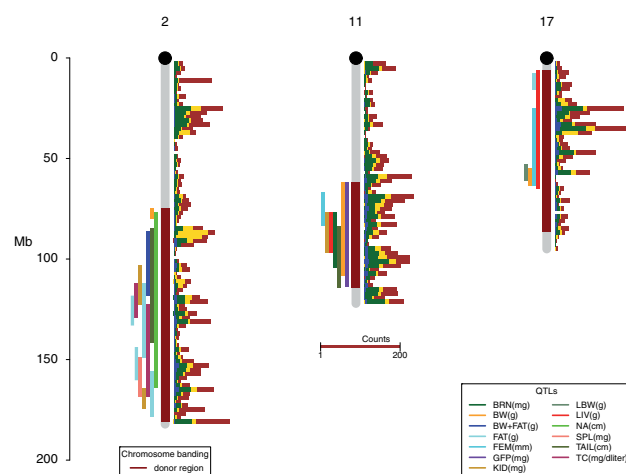 2
11
17
0
50
Mb
100
150
200
Counts
1
200
Chromosome banding
donor region
QTLs
BRN(mg)
BW(g)
BW+FAT(g)
FAT(g)
FEM(mm)
GFP(mg)
KID(mg)
LBW(g)
LIV(g)
NA(cm)
SPL(mg)
TAIL(cm)
TC(mg/dliter)